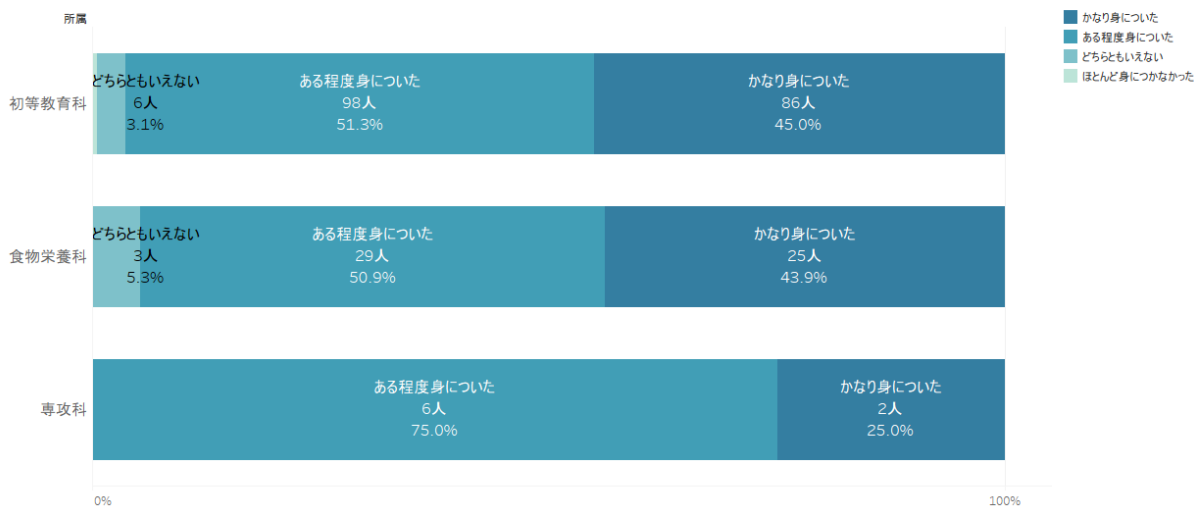 所属
かなり身についた
ある程度身についた
どちらともいえない
ほとんど身につかなかった
初等教育科
どちらともいえない
6人
3.1%
ある程度身についた
98人
51.3%
かなり身についた
86人
45.0%
食物栄養科
どちらともいえない
3人
5.3%
ある程度身についた
29人
50.9%
かなり身についた
25人
43.9%
専攻科
ある程度身についた
6人
75.0%
かなり身についた
2人
25.0%
0%
100%